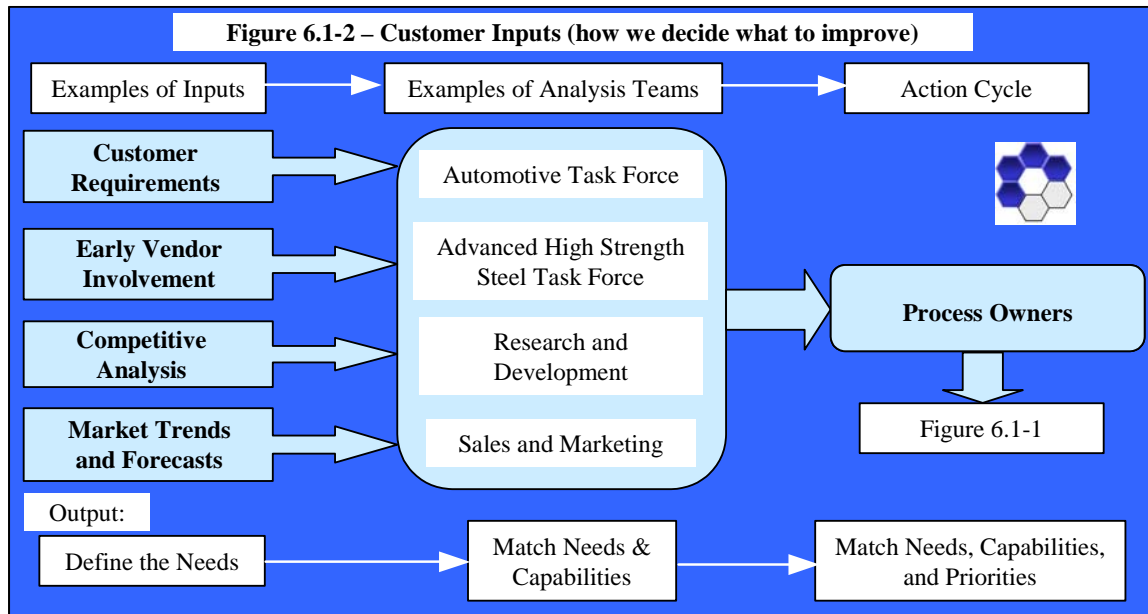 Figure 6.1-2 – Customer Inputs (how we decide what to improve)
Examples of Inputs
Examples of Analysis Teams
Action Cycle
Customer
Requirements
Early Vendor
Involvement
Competitive
Analysis
Market Trends
and Forecasts
Automotive Task Force
Advanced High Strength
Steel Task Force
Research and
Development
Sales and Marketing
Process Owners
Figure 6.1-1
Output:
Define the Needs
Match Needs &
Capabilities
Match Needs, Capabilities,
and Priorities